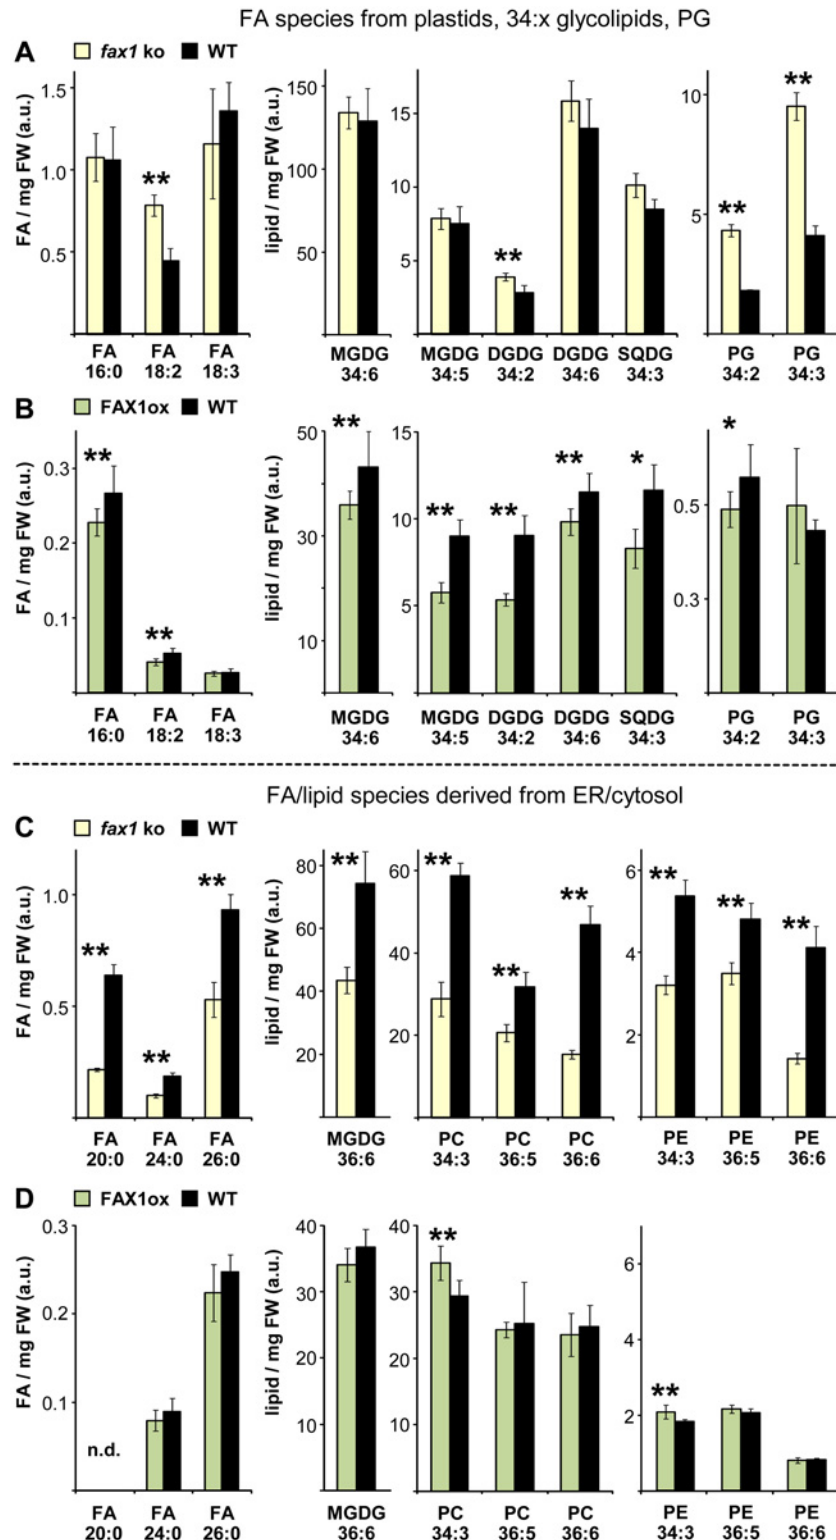 FA species from plastids, 34:x glycolipids, PG
A
fax1 ko WT
FA / mg FW (a.u.)
1.5
1.0
0.5
**
FA 16:0
FA 18:2
FA 18:3
lipid / mg FW (a.u.)
150
100
50
MGDG 34:6
15
10
5
**
MGDG 34:5
DGDG 34:2
DGDG 34:6
SQDG 34:3
10
5
**
**
PG 34:2
PG 34:3
B
FAX1ox WT
FA / mg FW (a.u.)
0.3
0.2
0.1
**
**
FA 16:0
FA 18:2
FA 18:3
lipid / mg FW (a.u.)
50
30
10
**
MGDG 34:6
15
10
5
**
**
**
*
MGDG 34:5
DGDG 34:2
DGDG 34:6
SQDG 34:3
0.5
0.3
*
PG 34:2
PG 34:3
FA/lipid species derived from ER/cytosol
C
fax1 ko WT
FA / mg FW (a.u.)
1.0
0.5
**
**
**
FA 20:0
FA 24:0
FA 26:0
lipid / mg FW (a.u.)
80
60
40
20
**
MGDG 36:6
60
40
20
**
**
**
PC 34:3
PC 36:5
PC 36:6
6
4
2
**
**
**
PE 34:3
PE 36:5
PE 36:6
D
FAX1ox WT
FA / mg FW (a.u.)
0.3
0.2
0.1
n.d.
FA 20:0
FA 24:0
FA 26:0
lipid / mg FW (a.u.)
40
30
20
10
MGDG 36:6
40
30
20
10
**
PC 34:3
PC 36:5
PC 36:6
6
4
2
**
PE 34:3
PE 36:5
PE 36:6